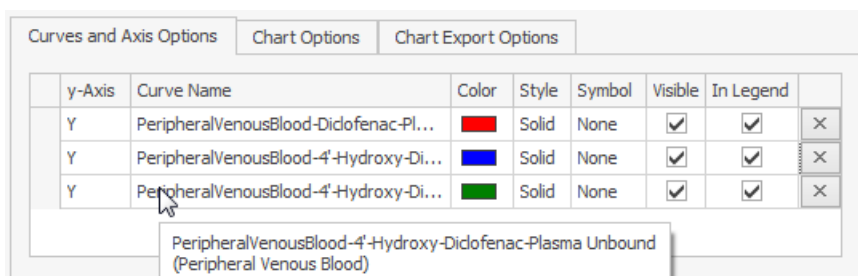 Curves and Axis Options Chart Options Chart Export Options
y-Axis Curve Name Color Style Symbol Visible In Legend
Y PeripheralVenousBlood-Diclofenac-Pl... Solid None
Y PeripheralVenousBlood-4'-Hydroxy-Di... Solid None
Y PeripheralVenousBlood-4'-Hydroxy-Di... Solid None
PeripheralVenousBlood-4'-Hydroxy-Diclofenac-Plasma Unbound
(Peripheral Venous Blood)